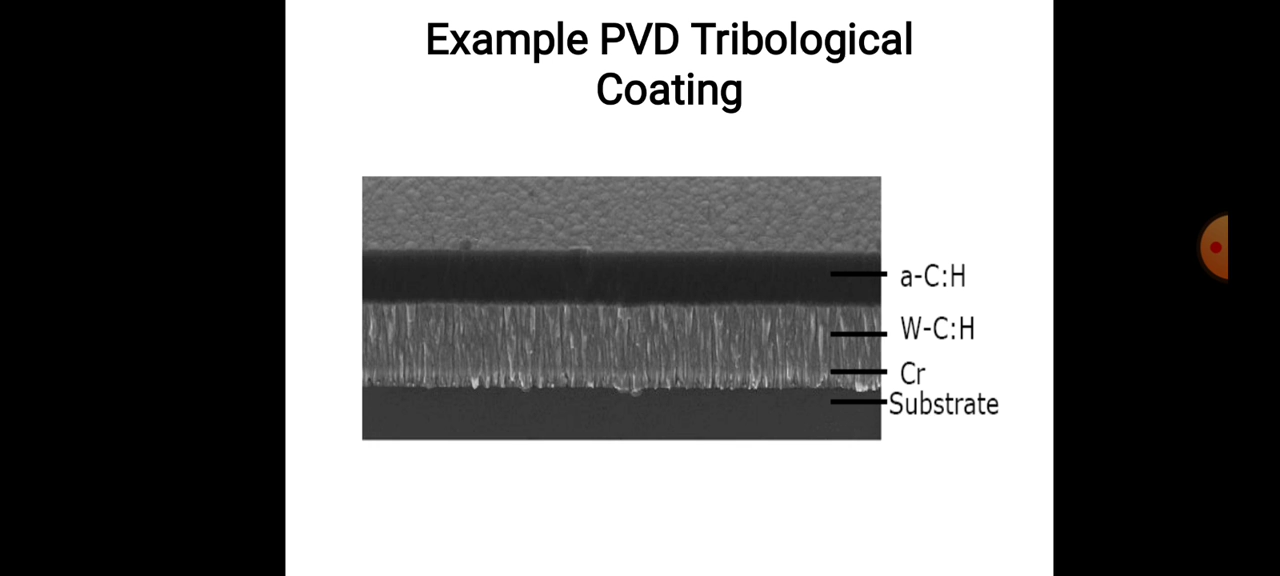 Example PVD Tribological
Coating
a-C:H
W-C:H
Cr
Substrate